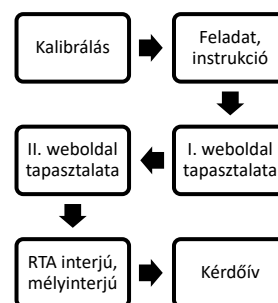 Kalibrálás
Feladat,
instrukció
I. weboldal
tapasztalata
II. weboldal
tapasztalata
RTA interjú,
mélyinterjú
Kérdőív